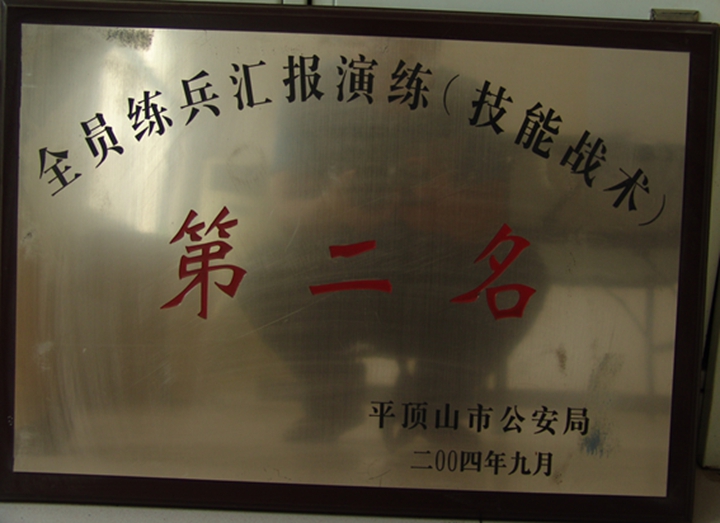 全员练兵汇报演练(技能战术)
第二名
平顶山市公安局
二00四年九月